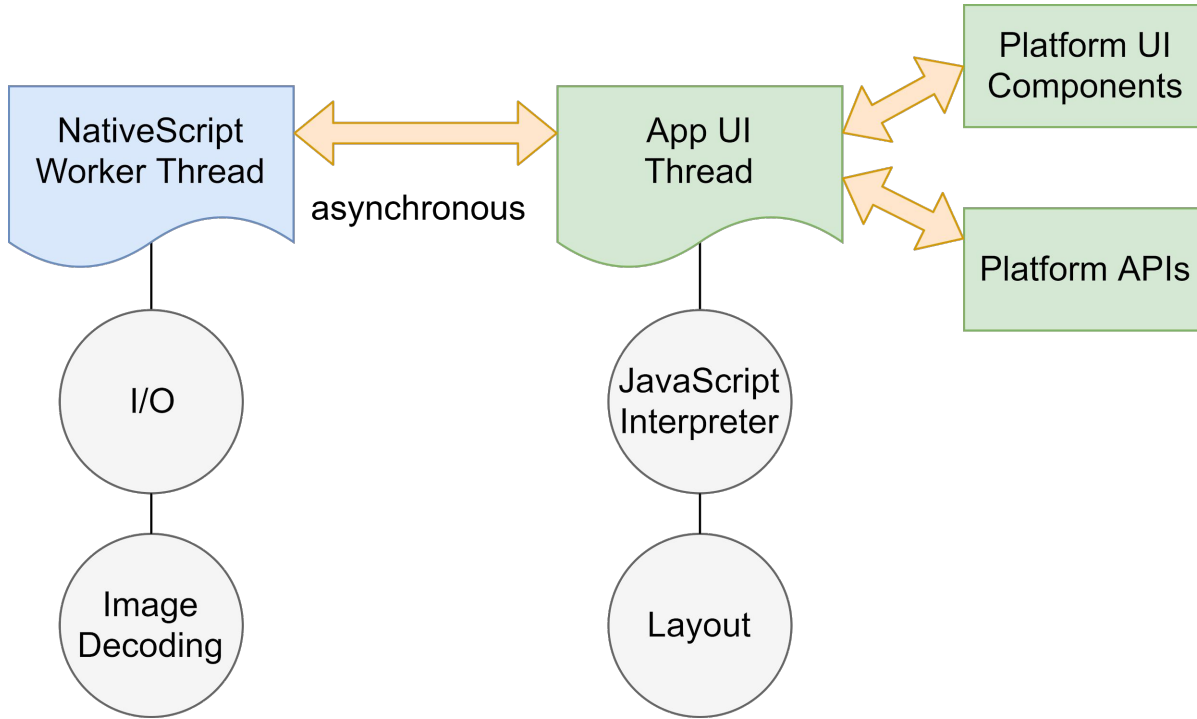 NativeScript
Worker Thread
asynchronous
App UI
Thread
Platform UI
Components
Platform APIs
I/O
JavaScript
Interpreter
Image
Decoding
Layout